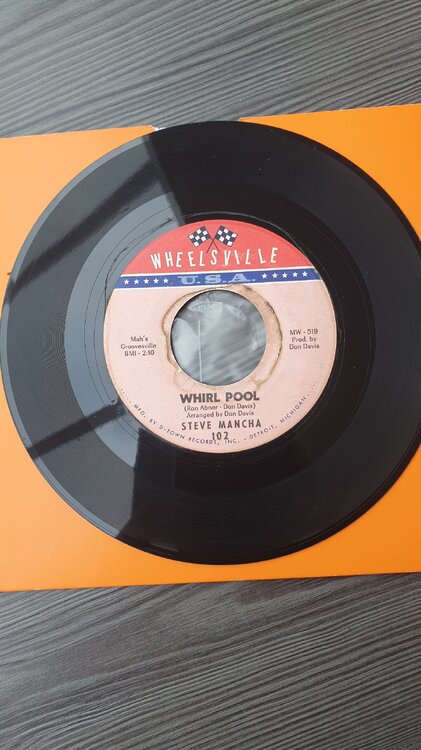 WHEELSVILLE
U.S.A.
Mah's
Groovesville
BMI - 2:10
MW - 519
Prod. by
Don Davis
WHIRL POOL
(Ron Abner - Don Davis)
Arranged by Don Davis
STEVE MANCHA
102
MFG. BY D-TOWN RECORDS, INC. - DETROIT, MICHIGAN